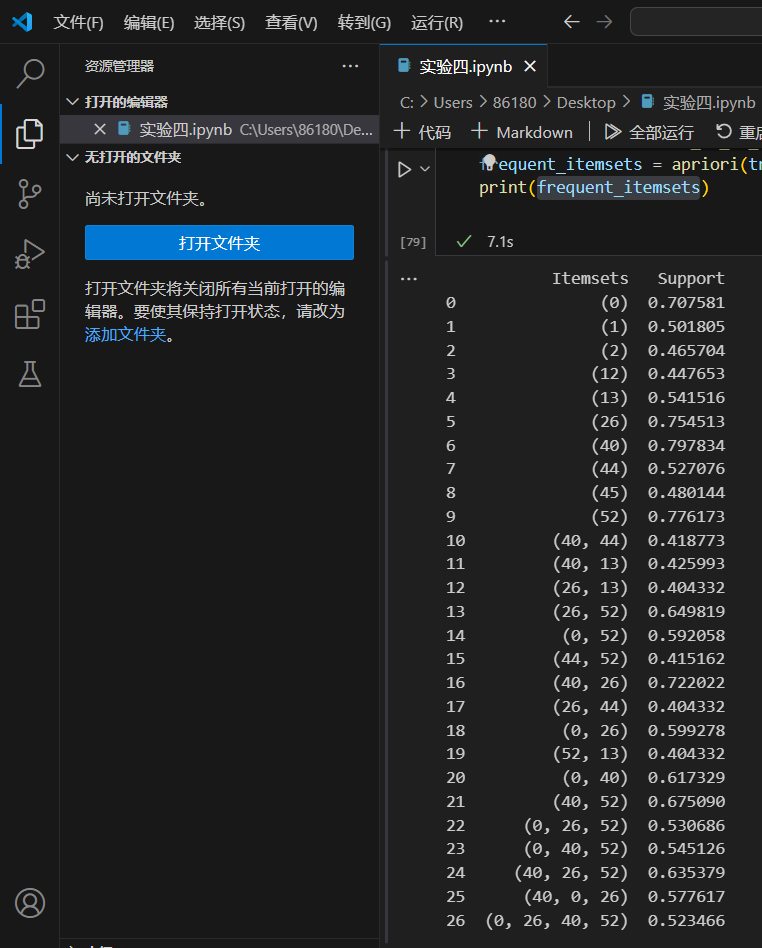 文件(F) 编辑(E) 选择(S) 查看(V) 转到(G) 运行(R) ···
资源管理器 ···
打开的编辑器
实验四.ipynb C:\Users\86180\De...
无打开的文件夹
尚未打开文件夹。
打开文件夹
打开文件夹将关闭所有当前打开的编
辑器。要使其保持打开状态，请改为
添加文件夹。
实验四.ipynb
C: > Users > 86180 > Desktop > 实验四.ipynb
+ 代码 + Markdown 全部运行
frequent_itemsets = apriori(
print(frequent_itemsets)
[79] 7.1s
··· Itemsets Support
0 (0) 0.707581
1 (1) 0.501805
2 (2) 0.465704
3 (12) 0.447653
4 (13) 0.541516
5 (26) 0.754513
6 (40) 0.797834
7 (44) 0.527076
8 (45) 0.480144
9 (52) 0.776173
10 (40, 44) 0.418773
11 (40, 13) 0.425993
12 (26, 13) 0.404332
13 (26, 52) 0.649819
14 (0, 52) 0.592058
15 (44, 52) 0.415162
16 (40, 26) 0.722022
17 (26, 44) 0.404332
18 (0, 26) 0.599278
19 (52, 13) 0.404332
20 (0, 40) 0.617329
21 (40, 52) 0.675090
22 (0, 26, 52) 0.530686
23 (0, 40, 52) 0.545126
24 (40, 26, 52) 0.635379
25 (40, 0, 26) 0.577617
26 (0, 26, 40, 52) 0.523466